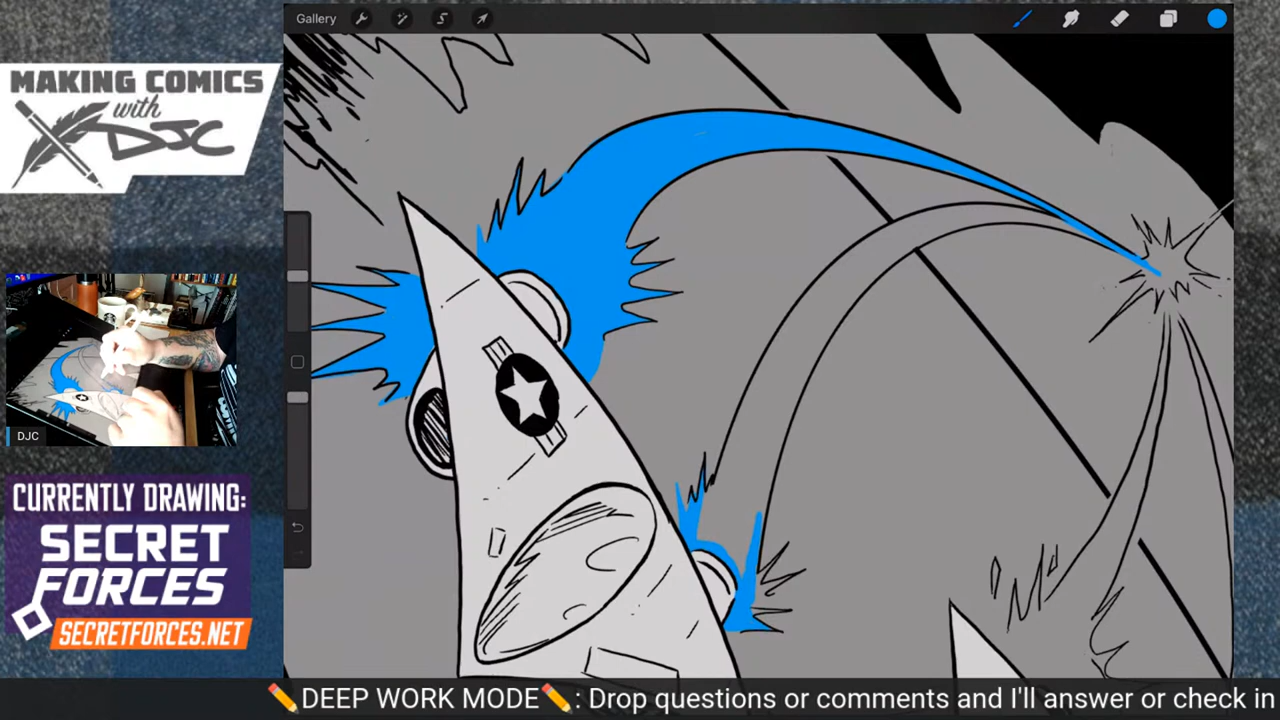 Gallery
MAKING COMICS
with
DJC
DJC
CURRENTLY DRAWING:
SECRET
FORCES
SECRETFORCES.NET
✏️DEEP WORK MODE✏️: Drop questions or comments and I'll answer or check in